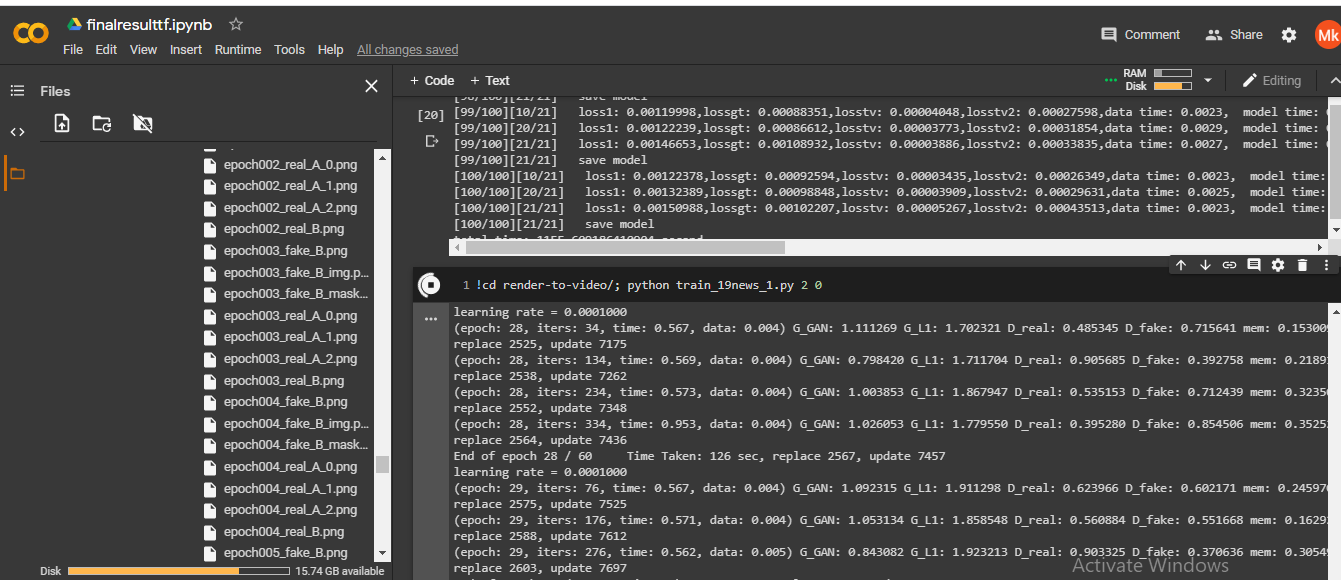 finalresulttf.ipynb
File Edit View Insert Runtime Tools Help All changes saved
Comment Share Mk
Files
+ Code + Text
RAM
Disk
Editing
epoch002_real_A_0.png
epoch002_real_A_1.png
epoch002_real_A_2.png
epoch002_real_B.png
epoch003_fake_B.png
epoch003_fake_B_img.p...
epoch003_fake_B_mask...
epoch003_real_A_0.png
epoch003_real_A_1.png
epoch003_real_A_2.png
epoch003_real_B.png
epoch004_fake_B.png
epoch004_fake_B_img.p...
epoch004_fake_B_mask...
epoch004_real_A_0.png
epoch004_real_A_1.png
epoch004_real_A_2.png
epoch004_real_B.png
epoch005_fake_B.png
Disk 15.74 GB available
[20]
[98/100][21/21] save model
[99/100][10/21] loss1: 0.00119998,lossgt: 0.00088351,losstv: 0.00004048,losstv2: 0.00027598,data time: 0.0023, model time:
[99/100][20/21] loss1: 0.00122239,lossgt: 0.00086612,losstv: 0.00003773,losstv2: 0.00031854,data time: 0.0029, model time:
[99/100][21/21] loss1: 0.00146653,lossgt: 0.00108932,losstv: 0.00003886,losstv2: 0.00033835,data time: 0.0027, model time:
[99/100][21/21] save model
[100/100][10/21] loss1: 0.00122378,lossgt: 0.00092594,losstv: 0.00003435,losstv2: 0.00026349,data time: 0.0023, model time:
[100/100][20/21] loss1: 0.00132389,lossgt: 0.00098848,losstv: 0.00003909,losstv2: 0.00029631,data time: 0.0025, model time:
[100/100][21/21] loss1: 0.00150988,lossgt: 0.00102207,losstv: 0.00005267,losstv2: 0.00043513,data time: 0.0023, model time:
[100/100][21/21] save model
1 !cd render-to-video/; python train_19news_1.py 2 0
learning rate = 0.0001000
(epoch: 28, iters: 34, time: 0.567, data: 0.004) G_GAN: 1.111269 G_L1: 1.702321 D_real: 0.485345 D_fake: 0.715641 mem: 0.153009
replace 2525, update 7175
(epoch: 28, iters: 134, time: 0.569, data: 0.004) G_GAN: 0.798420 G_L1: 1.711704 D_real: 0.905685 D_fake: 0.392758 mem: 0.2189
replace 2538, update 7262
(epoch: 28, iters: 234, time: 0.573, data: 0.004) G_GAN: 1.003853 G_L1: 1.867947 D_real: 0.535153 D_fake: 0.712439 mem: 0.3235
replace 2552, update 7348
(epoch: 28, iters: 334, time: 0.953, data: 0.004) G_GAN: 1.026053 G_L1: 1.779550 D_real: 0.395280 D_fake: 0.854506 mem: 0.3525
replace 2564, update 7436
End of epoch 28 / 60 Time Taken: 126 sec, replace 2567, update 7457
learning rate = 0.0001000
(epoch: 29, iters: 76, time: 0.567, data: 0.004) G_GAN: 1.092315 G_L1: 1.911298 D_real: 0.623966 D_fake: 0.602171 mem: 0.24597
replace 2575, update 7525
(epoch: 29, iters: 176, time: 0.571, data: 0.004) G_GAN: 1.053134 G_L1: 1.858548 D_real: 0.560884 D_fake: 0.551668 mem: 0.1629
replace 2588, update 7612
(epoch: 29, iters: 276, time: 0.562, data: 0.005) G_GAN: 0.843082 G_L1: 1.923213 D_real: 0.903325 D_fake: 0.370636 mem: 0.3054
replace 2603, update 7697
Activate Windows